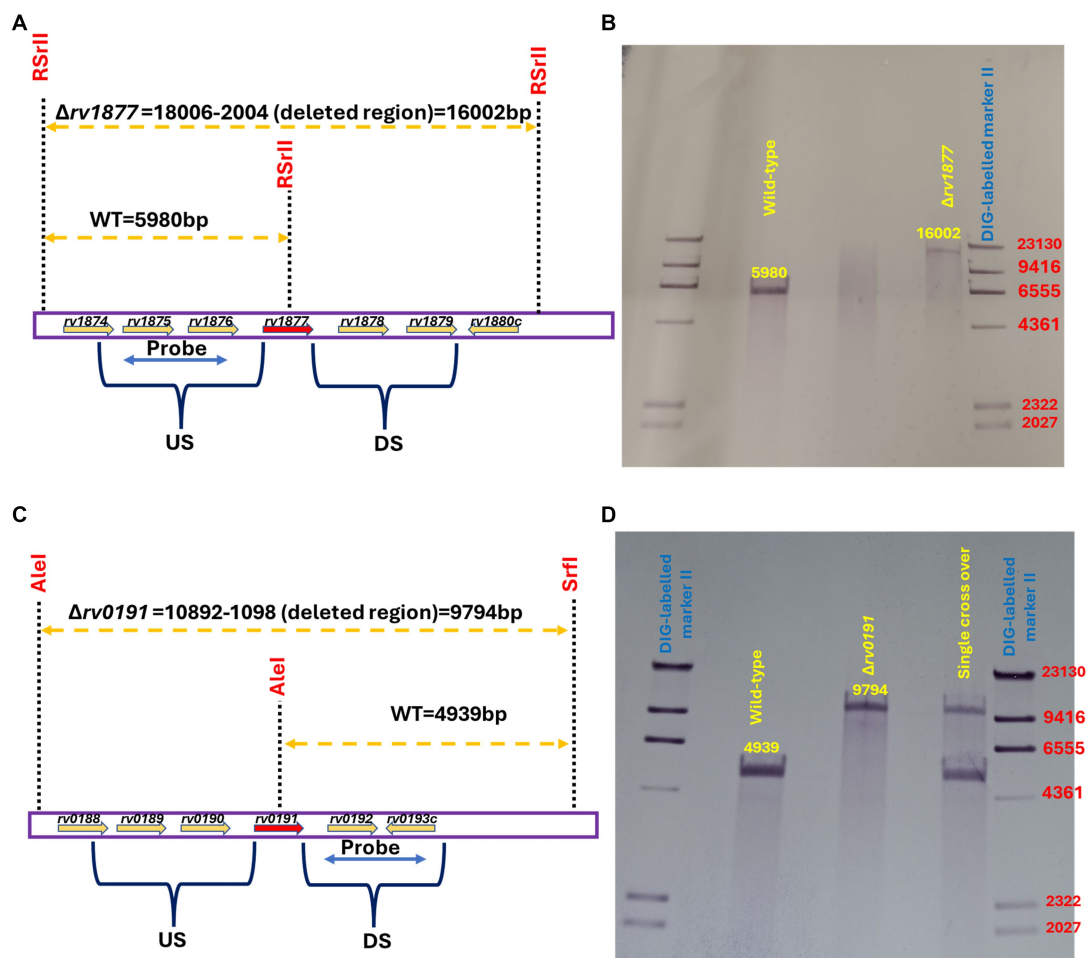 A
RSrII
RSrII
Δrv1877 =18006-2004 (deleted region)=16002bp
RSrII
WT=5980bp
rv1874 rv1875 rv1876 rv1877 rv1878 rv1879 rv1880c
Probe
US
DS
B
Wild-type
Δrv1877
DIG-labelled marker II
5980
16002
23130
9416
6555
4361
2322
2027
C
AleI
SrfI
Δrv0191 =10892-1098 (deleted region)=9794bp
AleI
WT=4939bp
rv0188 rv0189 rv0190 rv0191 rv0192 rv0193c
Probe
US
DS
D
DIG-labelled
marker II
Wild-type
4939
Δrv0191
9794
Single cross over
DIG-labelled
marker II
23130
9416
6555
4361
2322
2027